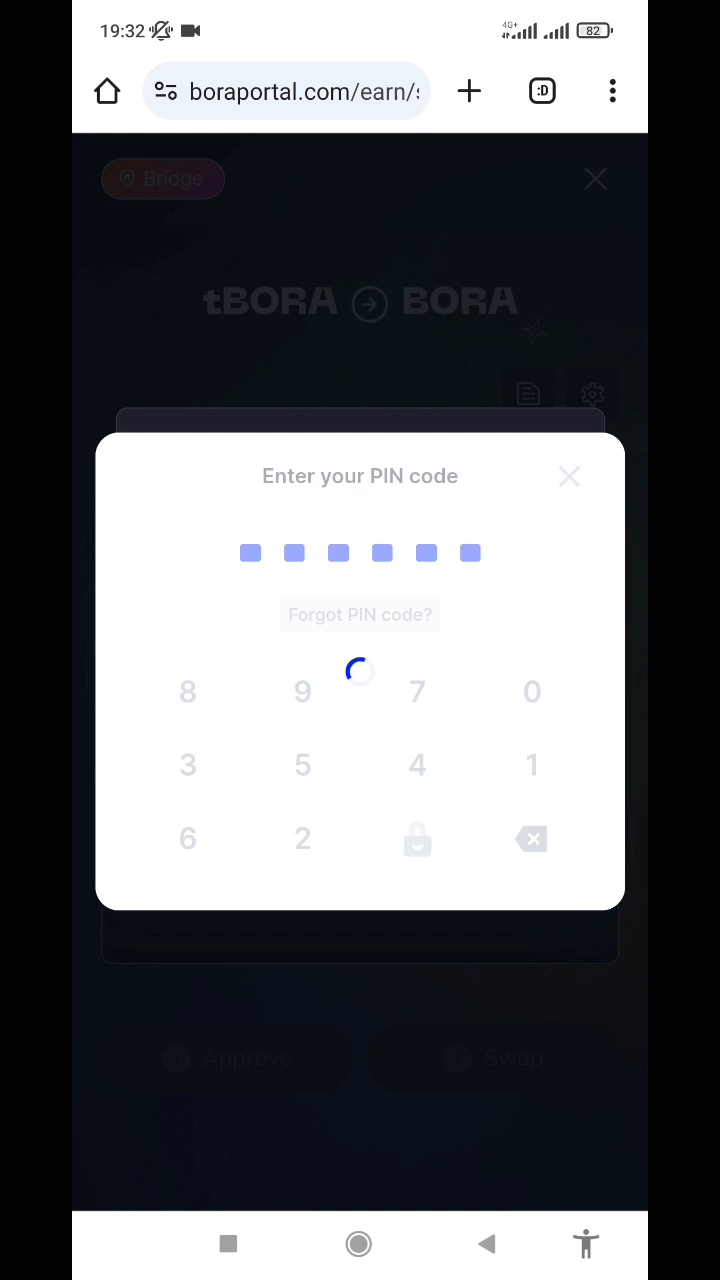 19:32 4G+ 82
boraportal.com/earn/s
Bridge
tBORA BORA
Enter your PIN code
Forgot PIN code?
8 9 7 0
3 5 4 1
6 2
Approve Swap